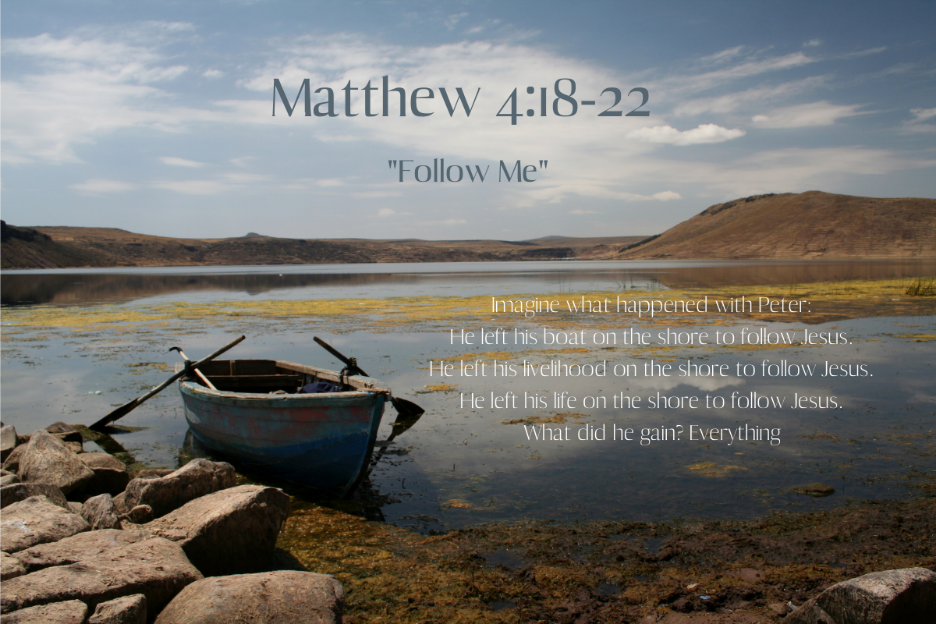 Matthew 4:18-22
"Follow Me"
Imagine what happened with Peter:
He left his boat on the shore to follow Jesus.
He left his livelihood on the shore to follow Jesus.
He left his life on the shore to follow Jesus.
What did he gain? Everything